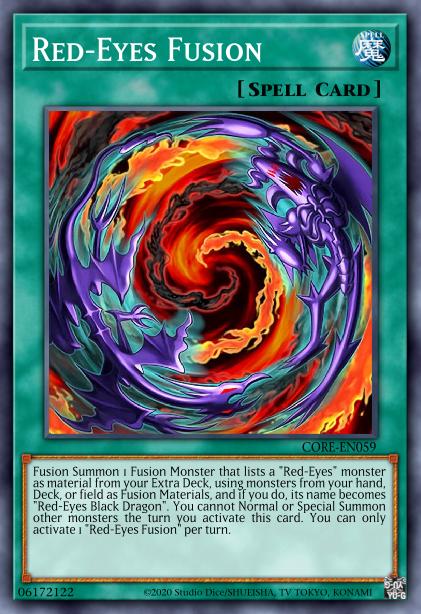 Red-Eyes Fusion
SPELL
魔
[ Spell Card ]
CORE-EN059
Fusion Summon 1 Fusion Monster that lists a "Red-Eyes" monster
as material from your Extra Deck, using monsters from your hand,
Deck, or field as Fusion Materials, and if you do, its name becomes
"Red-Eyes Black Dragon". You cannot Normal or Special Summon
other monsters the turn you activate this card. You can only
activate 1 "Red-Eyes Fusion" per turn.
06172122
©2020 Studio Dice/SHUEISHA, TV TOKYO, KONAMI